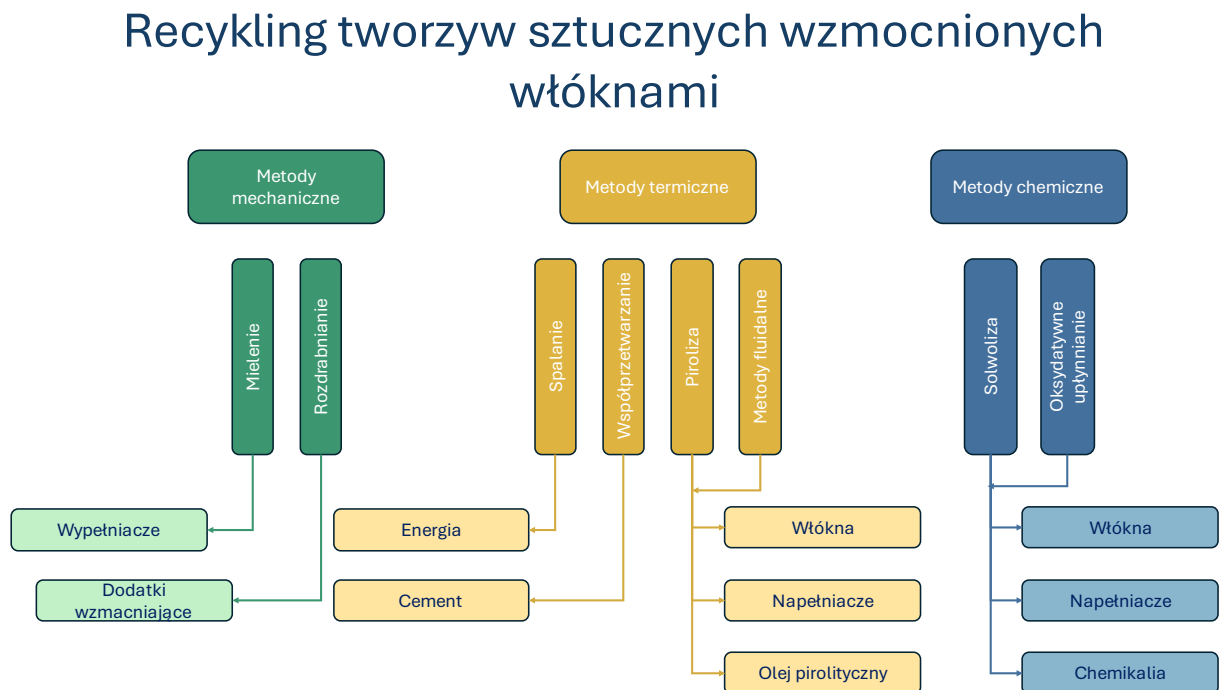 Recykling tworzyw sztucznych wzmocnionych
włóknami
Metody
mechaniczne
Metody termiczne
Metody chemiczne
Mielenie
Rozdrabnianie
Spalanie
Współprzetwarzanie
Piroliza
Metody fluidalne
Solwoliza
Oksydatywne
upłynnianie
Wypełniacze
Energia
Włókna
Włókna
Dodatki
wzmacniające
Cement
Napełniacze
Napełniacze
Olej pirolityczny
Chemikalia